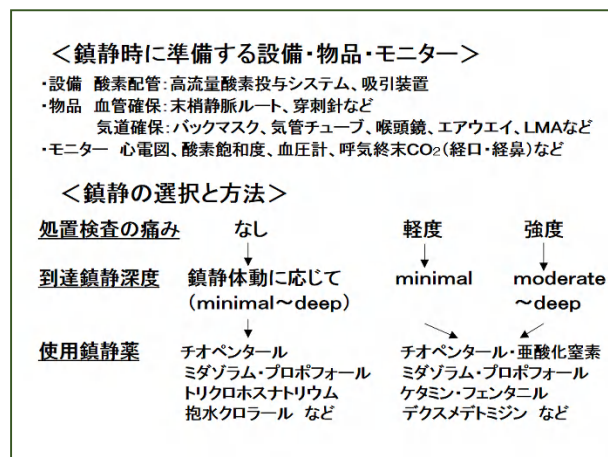 ＜鎮静時に準備する設備・物品・モニター＞
・設備 酸素配管：高流量酸素投与システム、吸引装置
・物品 血管確保：末梢静脈ルート、穿刺針など
気道確保：バックマスク、気管チューブ、喉頭鏡、エアウエイ、LMAなど
・モニター 心電図、酸素飽和度、血圧計、呼気終末CO₂（経口・経鼻）など
＜鎮静の選択と方法＞
処置検査の痛み なし 軽度 強度
到達鎮静深度 鎮静体動に応じて minimal moderate
（minimal～deep） ～deep
使用鎮静薬 チオペンタール チオペンタール・亜酸化窒素
ミダゾラム・プロポフォール ミダゾラム・プロポフォール
トリクロホスナトリウム ケタミン・フェンタニル
抱水クロラール など デクスメデトミジン など